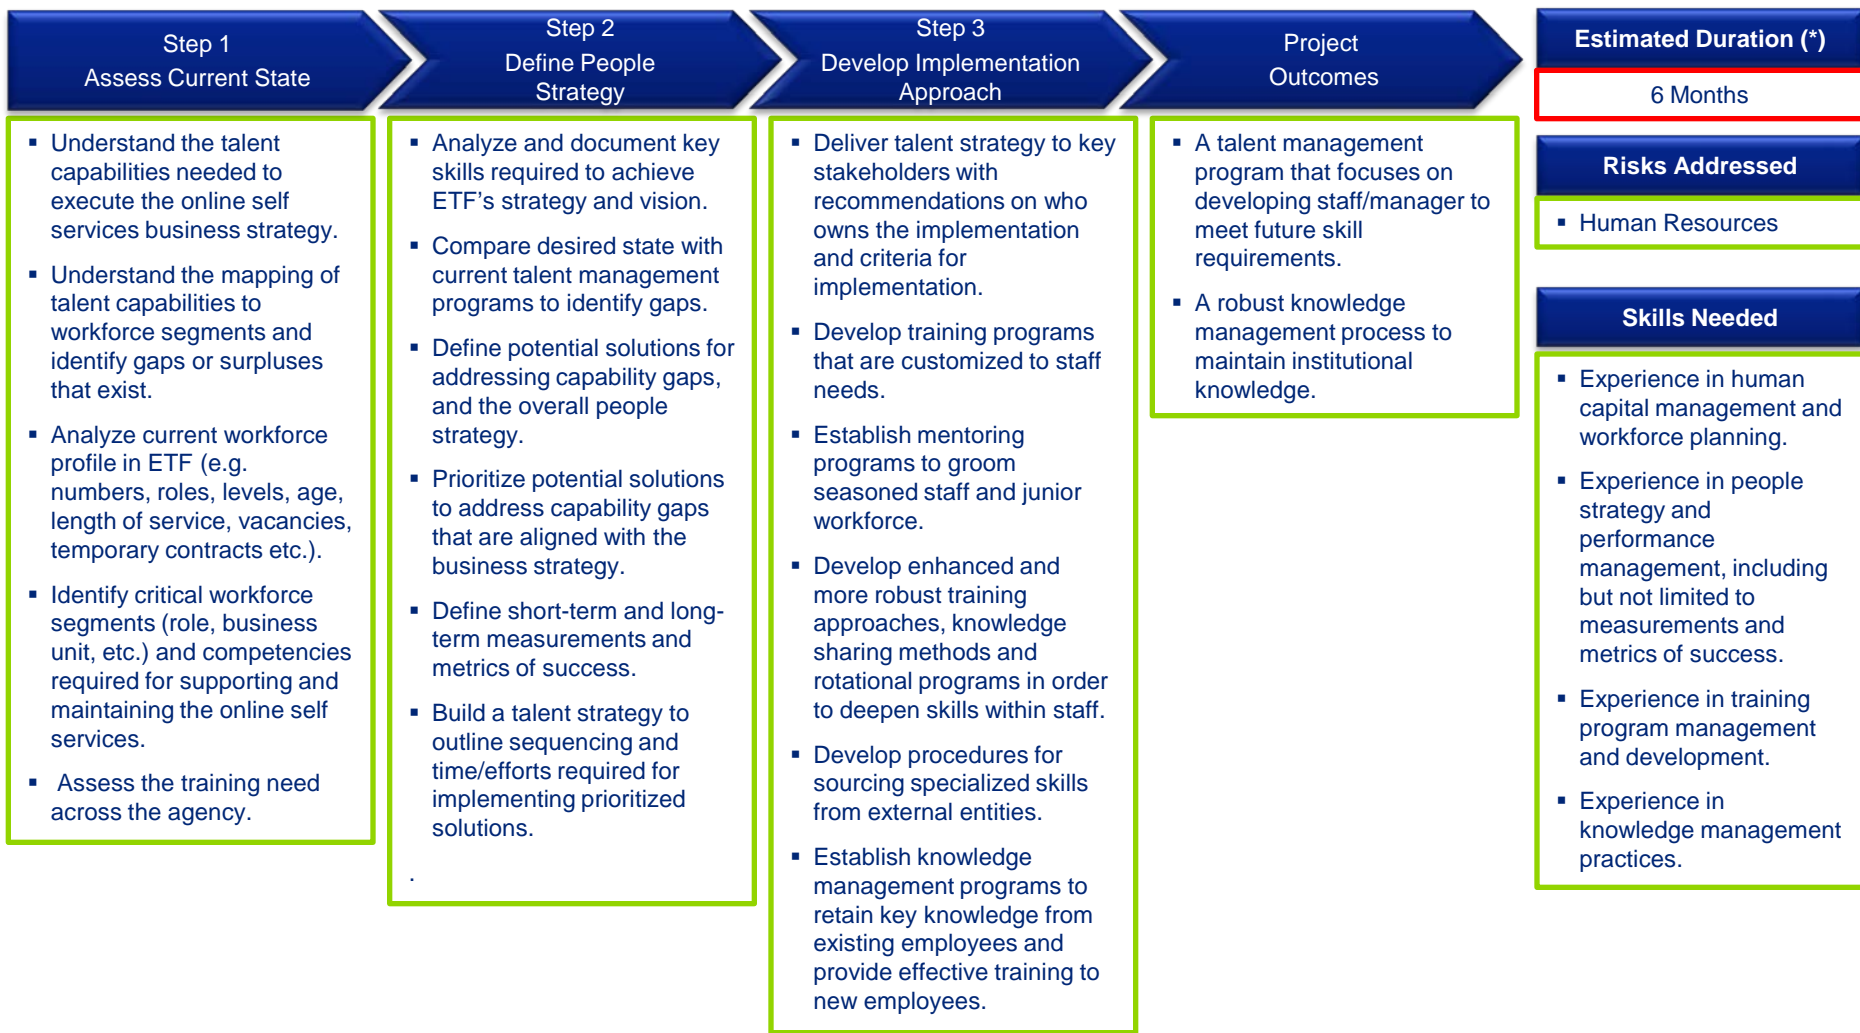 Step 1
Assess Current State
▪ Understand the talent
capabilities needed to
execute the online self
services business strategy.
▪ Understand the mapping of
talent capabilities to
workforce segments and
identify gaps or surpluses
that exist.
▪ Analyze current workforce
profile in ETF (e.g.
numbers, roles, levels, age,
length of service, vacancies,
temporary contracts etc.).
▪ Identify critical workforce
segments (role, business
unit, etc.) and competencies
required for supporting and
maintaining the online self
services.
▪ Assess the training need
across the agency.
Step 2
Define People
Strategy
▪ Analyze and document key
skills required to achieve
ETF’s strategy and vision.
▪ Compare desired state with
current talent management
programs to identify gaps.
▪ Define potential solutions for
addressing capability gaps,
and the overall people
strategy.
▪ Prioritize potential solutions
to address capability gaps
that are aligned with the
business strategy.
▪ Define short-term and long-
term measurements and
metrics of success.
▪ Build a talent strategy to
outline sequencing and
time/efforts required for
implementing prioritized
solutions.
.
Step 3
Develop Implementation
Approach
▪ Deliver talent strategy to key
stakeholders with
recommendations on who
owns the implementation
and criteria for
implementation.
▪ Develop training programs
that are customized to staff
needs.
▪ Establish mentoring
programs to groom
seasoned staff and junior
workforce.
▪ Develop enhanced and
more robust training
approaches, knowledge
sharing methods and
rotational programs in order
to deepen skills within staff.
▪ Develop procedures for
sourcing specialized skills
from external entities.
▪ Establish knowledge
management programs to
retain key knowledge from
existing employees and
provide effective training to
new employees.
Project
Outcomes
▪ A talent management
program that focuses on
developing staff/manager to
meet future skill
requirements.
▪ A robust knowledge
management process to
maintain institutional
knowledge.
Estimated Duration (*)
6 Months
Risks Addressed
▪ Human Resources
Skills Needed
▪ Experience in human
capital management and
workforce planning.
▪ Experience in people
strategy and
performance
management, including
but not limited to
measurements and
metrics of success.
▪ Experience in training
program management
and development.
▪ Experience in
knowledge management
practices.